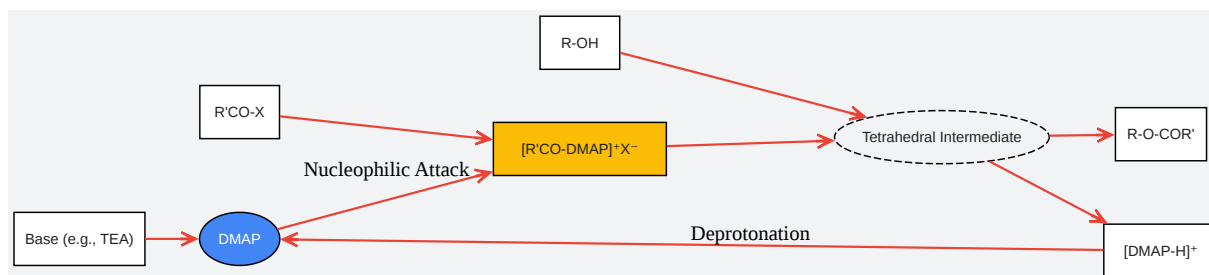 R-OH
R'CO-X
Tetrahedral Intermediate
R-O-COR'
[R'CO-DMAP]⁺X⁻
Nucleophilic Attack
Base (e.g., TEA)
DMAP
Deprotonation
[DMAP-H]⁺